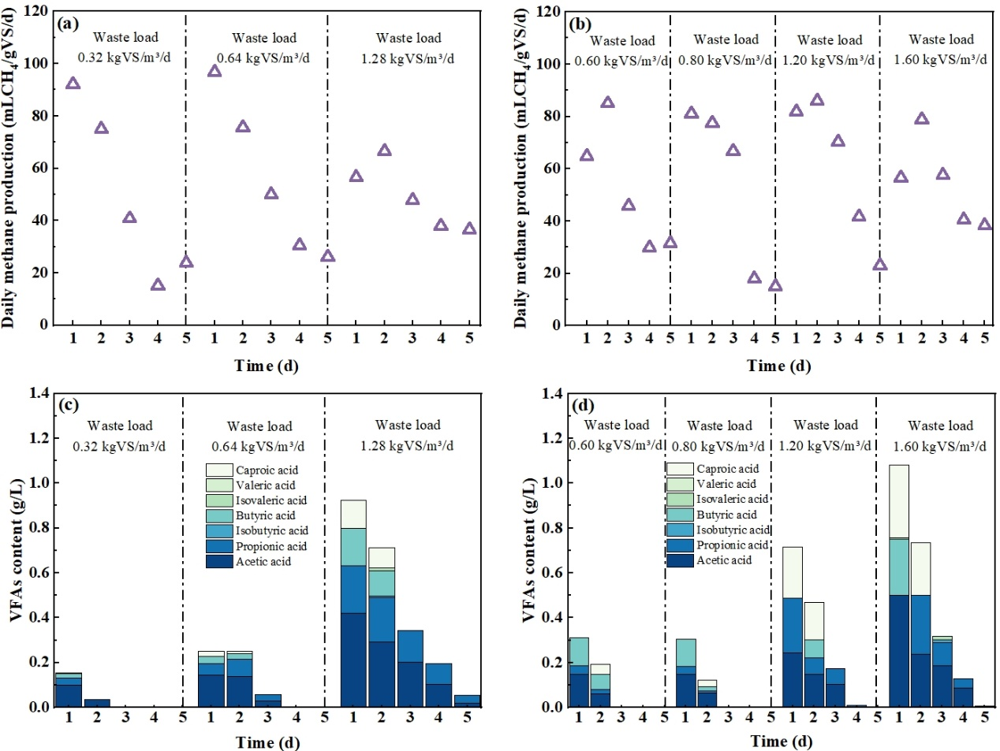 (a)
Daily methane production (mLCH₄/gVS/d)
120
100
80
60
40
20
0
Waste load
0.32 kgVS/m³/d
Waste load
0.64 kgVS/m³/d
Waste load
1.28 kgVS/m³/d
1 2 3 4 5 1 2 3 4 5 1 2 3 4 5
Time (d)
(b)
Daily methane production (mLCH₄/gVS/d)
120
100
80
60
40
20
0
Waste load
0.60 kgVS/m³/d
Waste load
0.80 kgVS/m³/d
Waste load
1.20 kgVS/m³/d
Waste load
1.60 kgVS/m³/d
1 2 3 4 5 1 2 3 4 5 1 2 3 4 5 1 2 3 4 5
Time (d)
(c)
VFAs content (g/L)
1.4
1.2
1.0
0.8
0.6
0.4
0.2
0.0
Waste load
0.32 kgVS/m³/d
Waste load
0.64 kgVS/m³/d
Waste load
1.28 kgVS/m³/d
Caproic acid
Valeric acid
Isovaleric acid
Butyric acid
Isobutyric acid
Propionic acid
Acetic acid
1 2 3 4 5 1 2 3 4 5 1 2 3 4 5
Time (d)
(d)
VFAs content (g/L)
1.4
1.2
1.0
0.8
0.6
0.4
0.2
0.0
Waste load
0.60 kgVS/m³/d
Waste load
0.80 kgVS/m³/d
Waste load
1.20 kgVS/m³/d
Waste load
1.60 kgVS/m³/d
Caproic acid
Valeric acid
Isovaleric acid
Butyric acid
Isobutyric acid
Propionic acid
Acetic acid
1 2 3 4 5 1 2 3 4 5 1 2 3 4 5 1 2 3 4 5
Time (d)